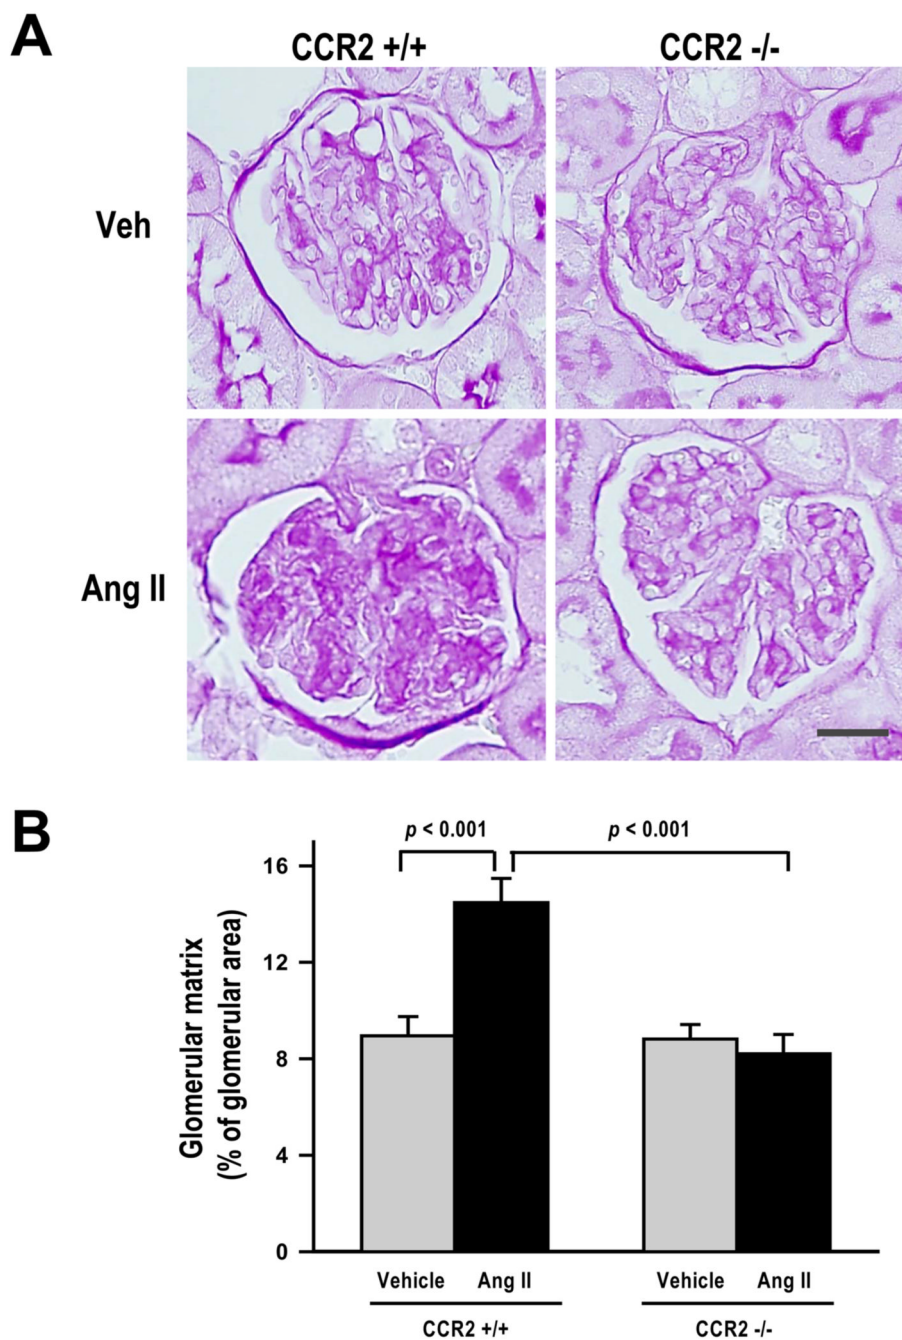 A
CCR2 +/+
CCR2 -/-
Veh
Ang II
B
p < 0.001
p < 0.001
Glomerular matrix
(% of glomerular area)
16
12
8
4
0
Vehicle
Ang II
Vehicle
Ang II
CCR2 +/+
CCR2 -/-